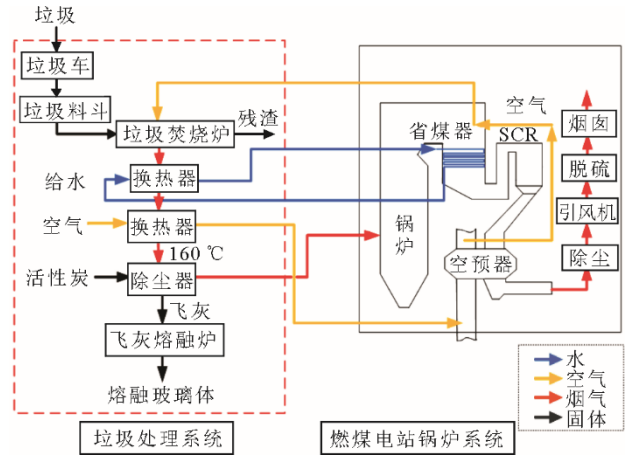 垃圾
垃圾车
垃圾料斗
垃圾焚烧炉
残渣
给水
换热器
空气
换热器
160 ℃
活性炭
除尘器
飞灰
飞灰熔融炉
熔融玻璃体
垃圾处理系统
省煤器
空气
SCR
锅炉
空预器
烟囱
脱硫
引风机
除尘
水
空气
烟气
固体
燃煤电站锅炉系统